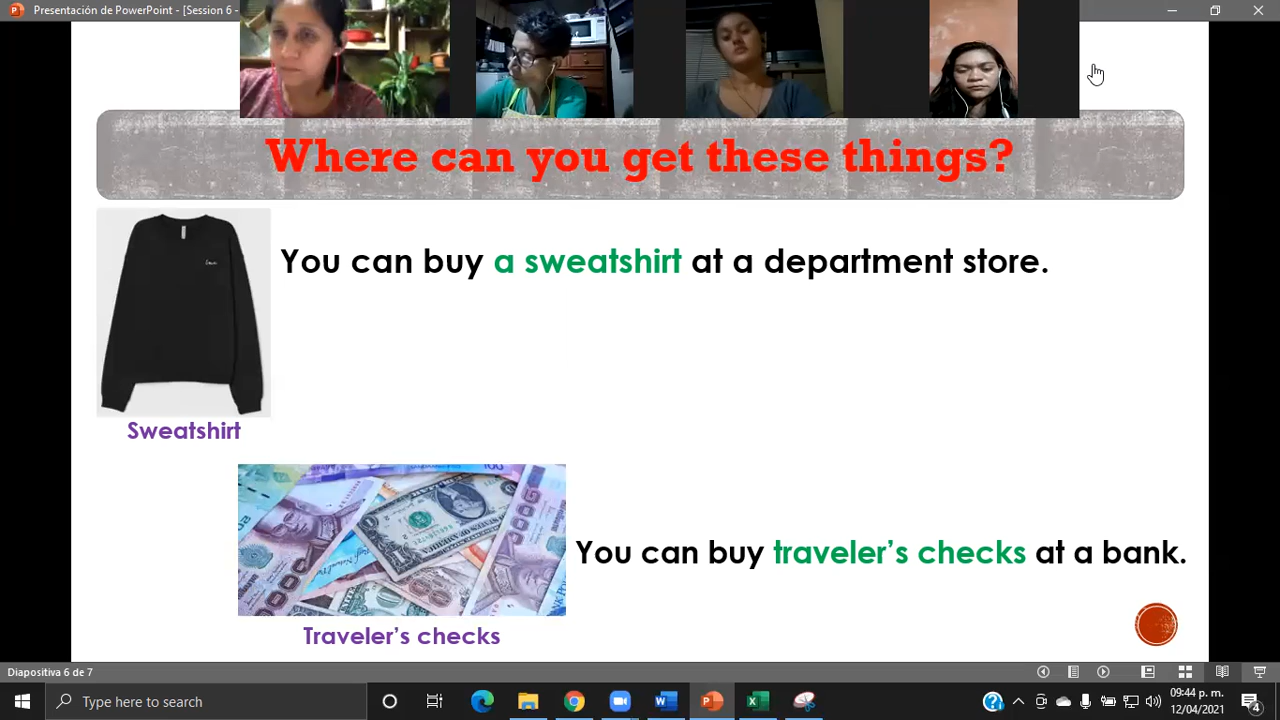 Presentación de PowerPoint - [Session 6 -
Where can you get these things?
You can buy a sweatshirt at a department store.
Sweatshirt
You can buy traveler's checks at a bank.
Traveler's checks
Diapositiva 6 de 7
Type here to search
09:44 p. m.
12/04/2021
4